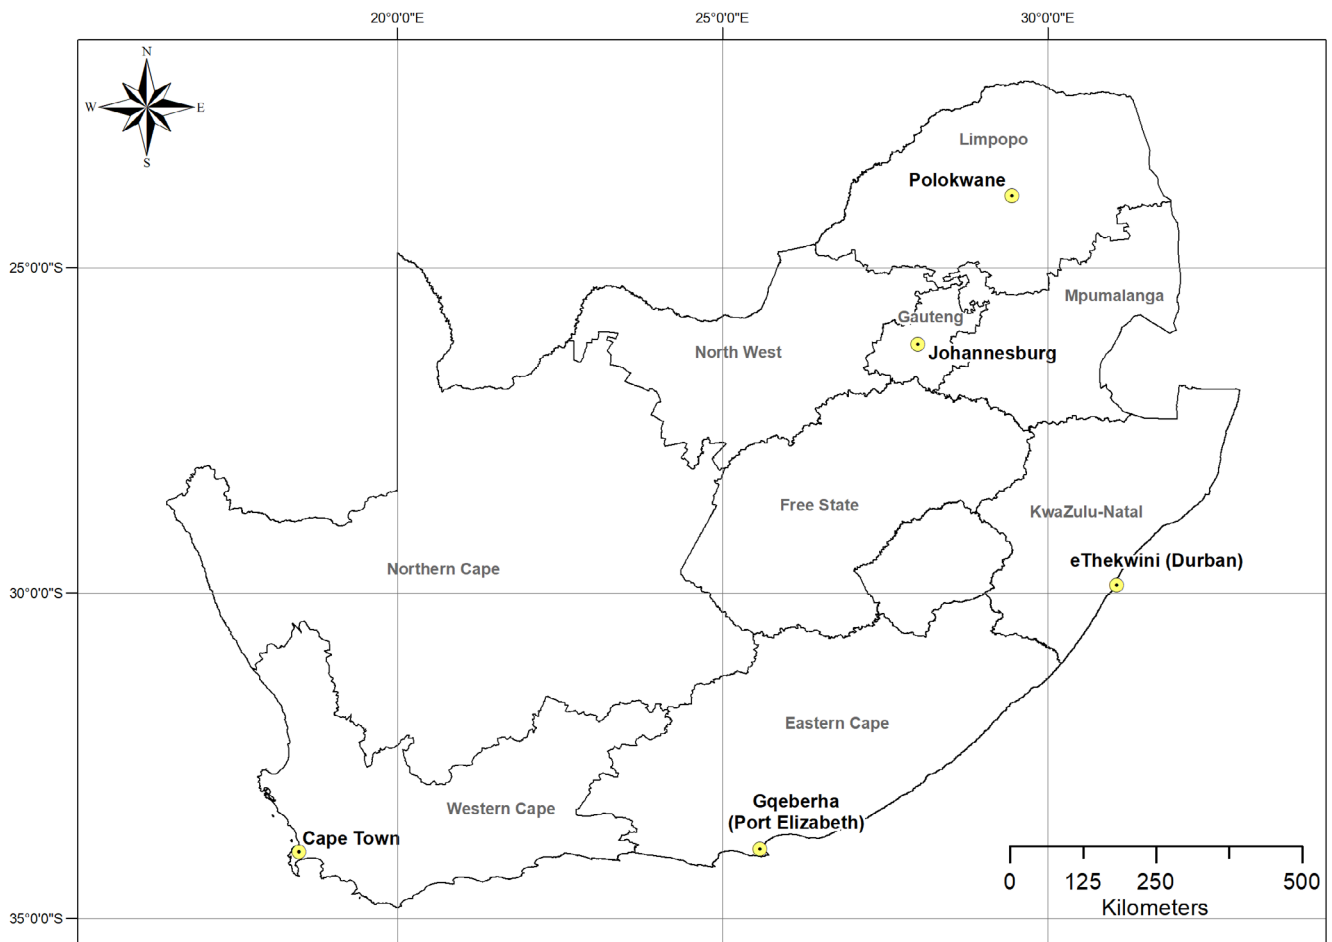 20°0'0"E 25°0'0"E 30°0'0"E
N
W E
S
Limpopo
Polokwane
25°0'0"S
Mpumalanga
Gauteng
North West
Johannesburg
Free State
KwaZulu-Natal
eThekwini (Durban)
Northern Cape
30°0'0"S
Eastern Cape
Gqeberha
(Port Elizabeth)
Western Cape
Cape Town
0 125 250 500
Kilometers
35°0'0"S